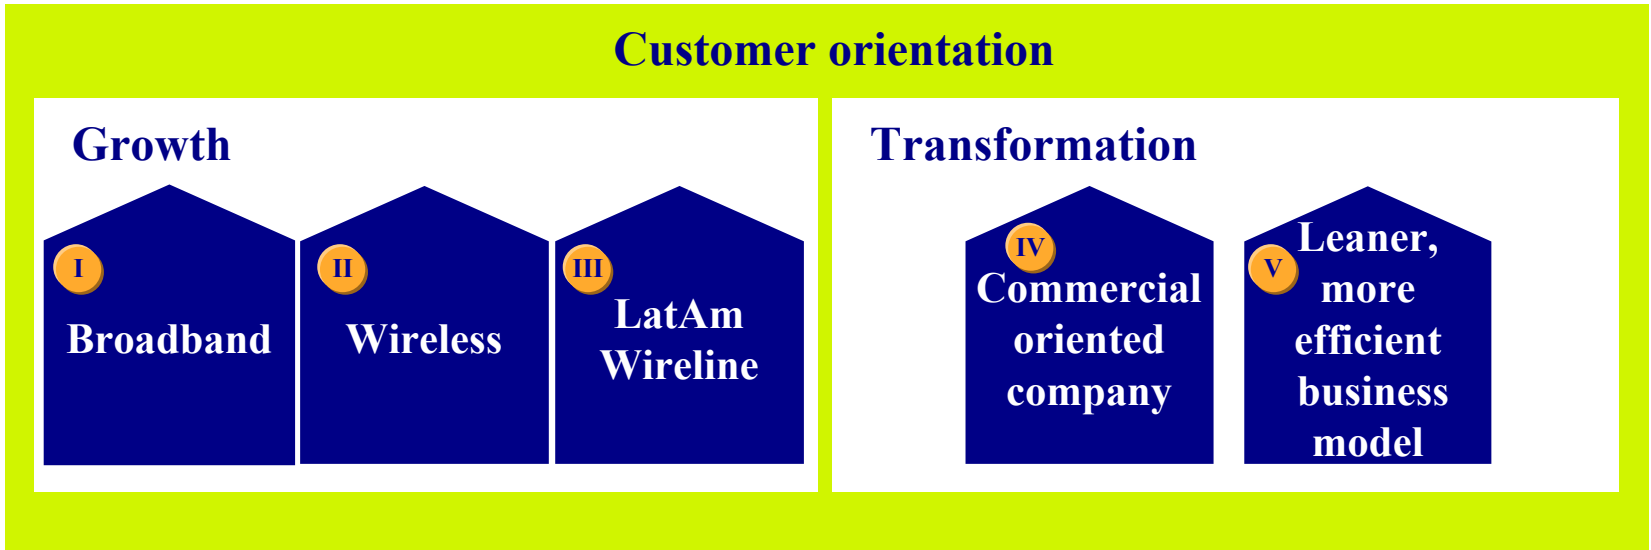 Customer orientation
Growth
I
Broadband
II
Wireless
III
LatAm
Wireline
Transformation
IV
Commercial
oriented
company
V
Leaner,
more
efficient
business
model